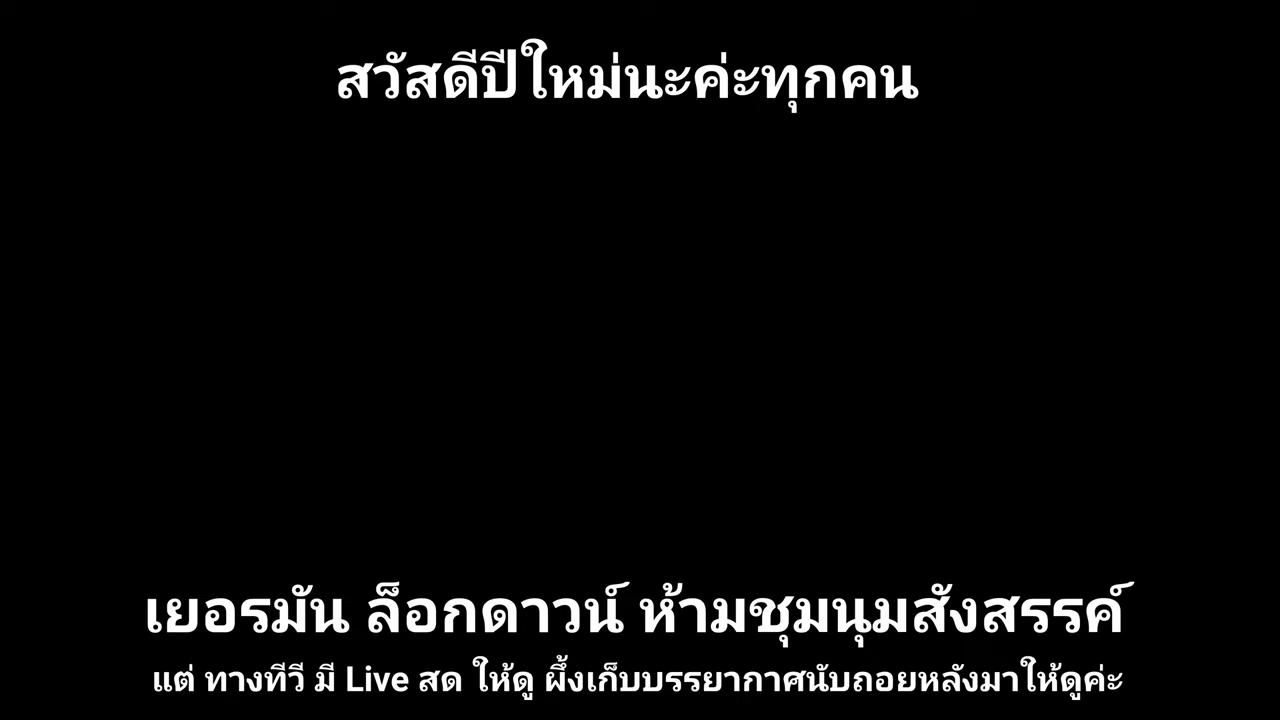 สวัสดีปีใหม่นะค่ะทุกคน
เยอรมัน ล็อกดาวน์ ห้ามชุมนุมสังสรรค์
แต่ ทางทีวี มี Live สด ให้ดู ผึ้งเก็บบรรยากาศนับถอยหลังมาให้ดูค่ะ